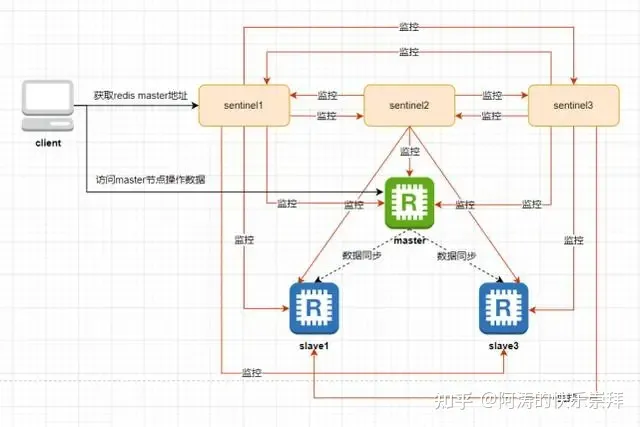 监控
监控
获取redis master地址
sentinel1
监控
监控
sentinel2
监控
监控
sentinel3
client
监控
访问master节点操作数据
监控
监控
监控
监控
master
监控
监控
数据同步
数据同步
slave1
slave3
监控
知乎 @阿涛的快乐崇拜